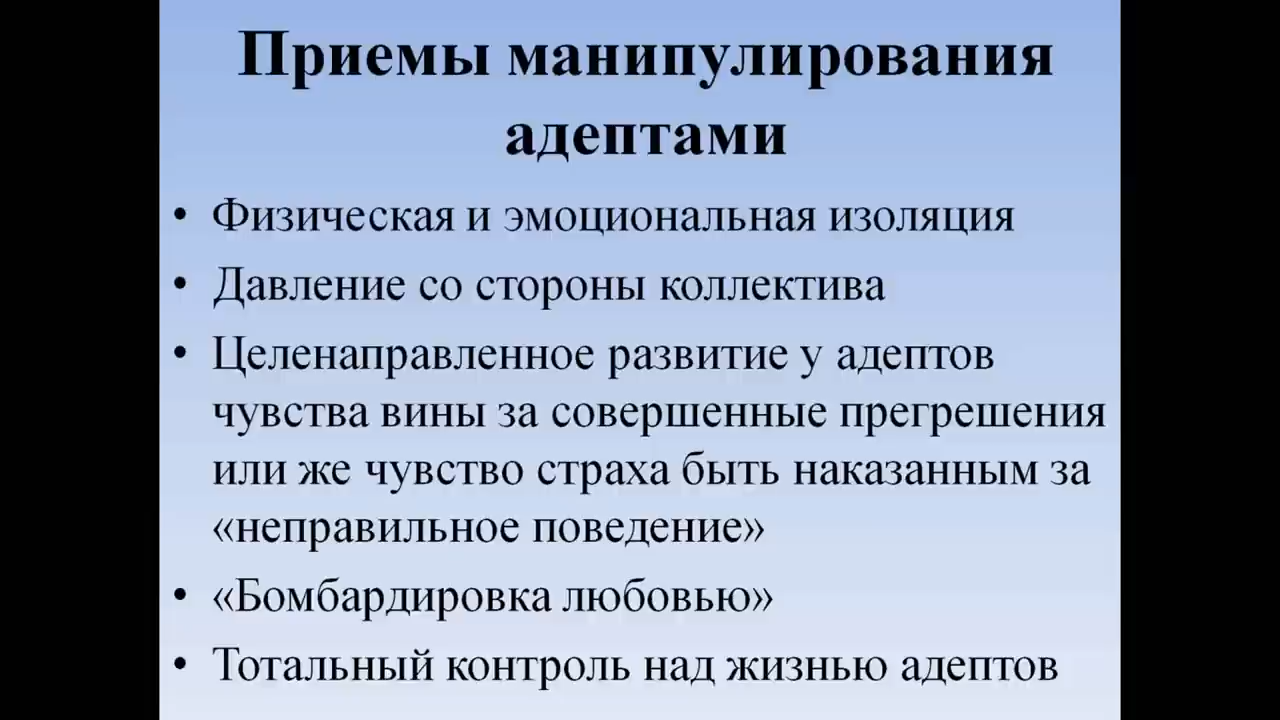 Приемы манипулирования
адептами
• Физическая и эмоциональная изоляция
• Давление со стороны коллектива
• Целенаправленное развитие у адептов
чувства вины за совершенные прегрешения
или же чувство страха быть наказанным за
«неправильное поведение»
• «Бомбардировка любовью»
• Тотальный контроль над жизнью адептов